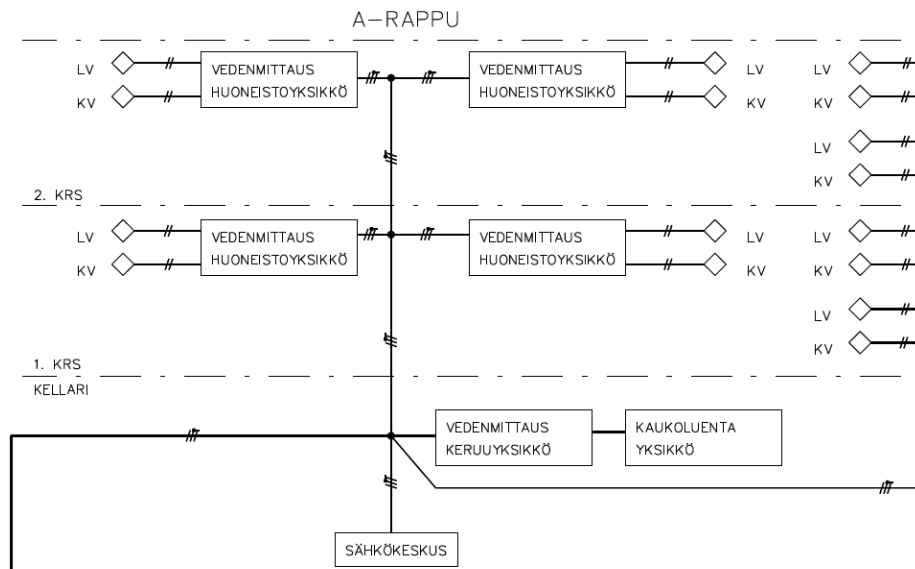 A-RAPPU
LV
VEDENMITTAUS
HUONEISTOYKSIKKÖ
KV
VEDENMITTAUS
HUONEISTOYKSIKKÖ
LV
KV
LV
KV
LV
KV
2. KRS
LV
VEDENMITTAUS
HUONEISTOYKSIKKÖ
KV
VEDENMITTAUS
HUONEISTOYKSIKKÖ
LV
KV
LV
KV
LV
KV
1. KRS
KELLARI
VEDENMITTAUS
KERUUYKSIKKÖ
KAUKOLUENTA
YKSIKKÖ
SÄHKÖKESKUS